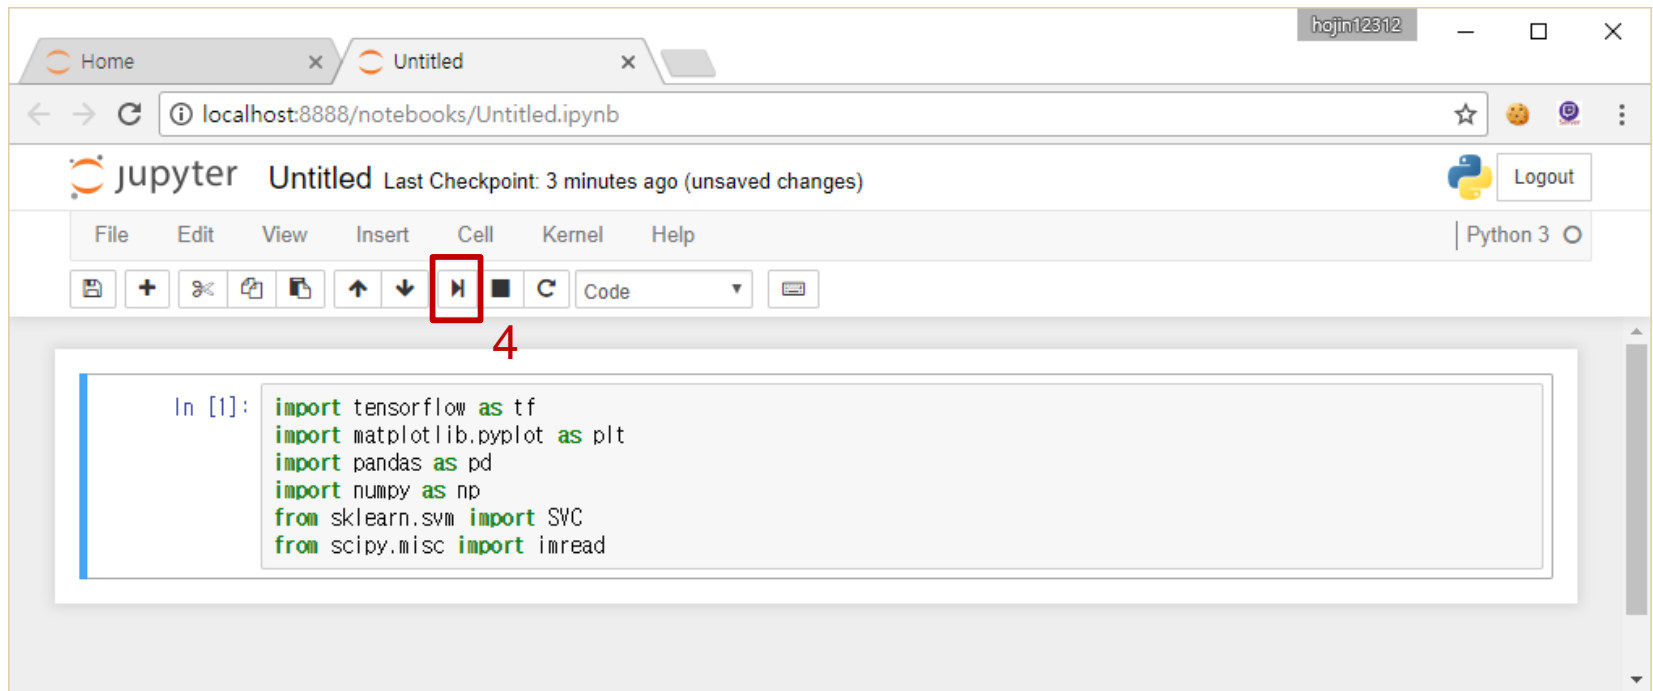 hajin12312
Home
Untitled
localhost:8888/notebooks/Untitled.ipynb
Server
jupyter Untitled Last Checkpoint: 3 minutes ago (unsaved changes)
Logout
File Edit View Insert Cell Kernel Help
Python 3
Code
4
In [1]:
import tensorflow as tf
import matplotlib.pyplot as plt
import pandas as pd
import numpy as np
from sklearn.svm import SVC
from scipy.misc import imread